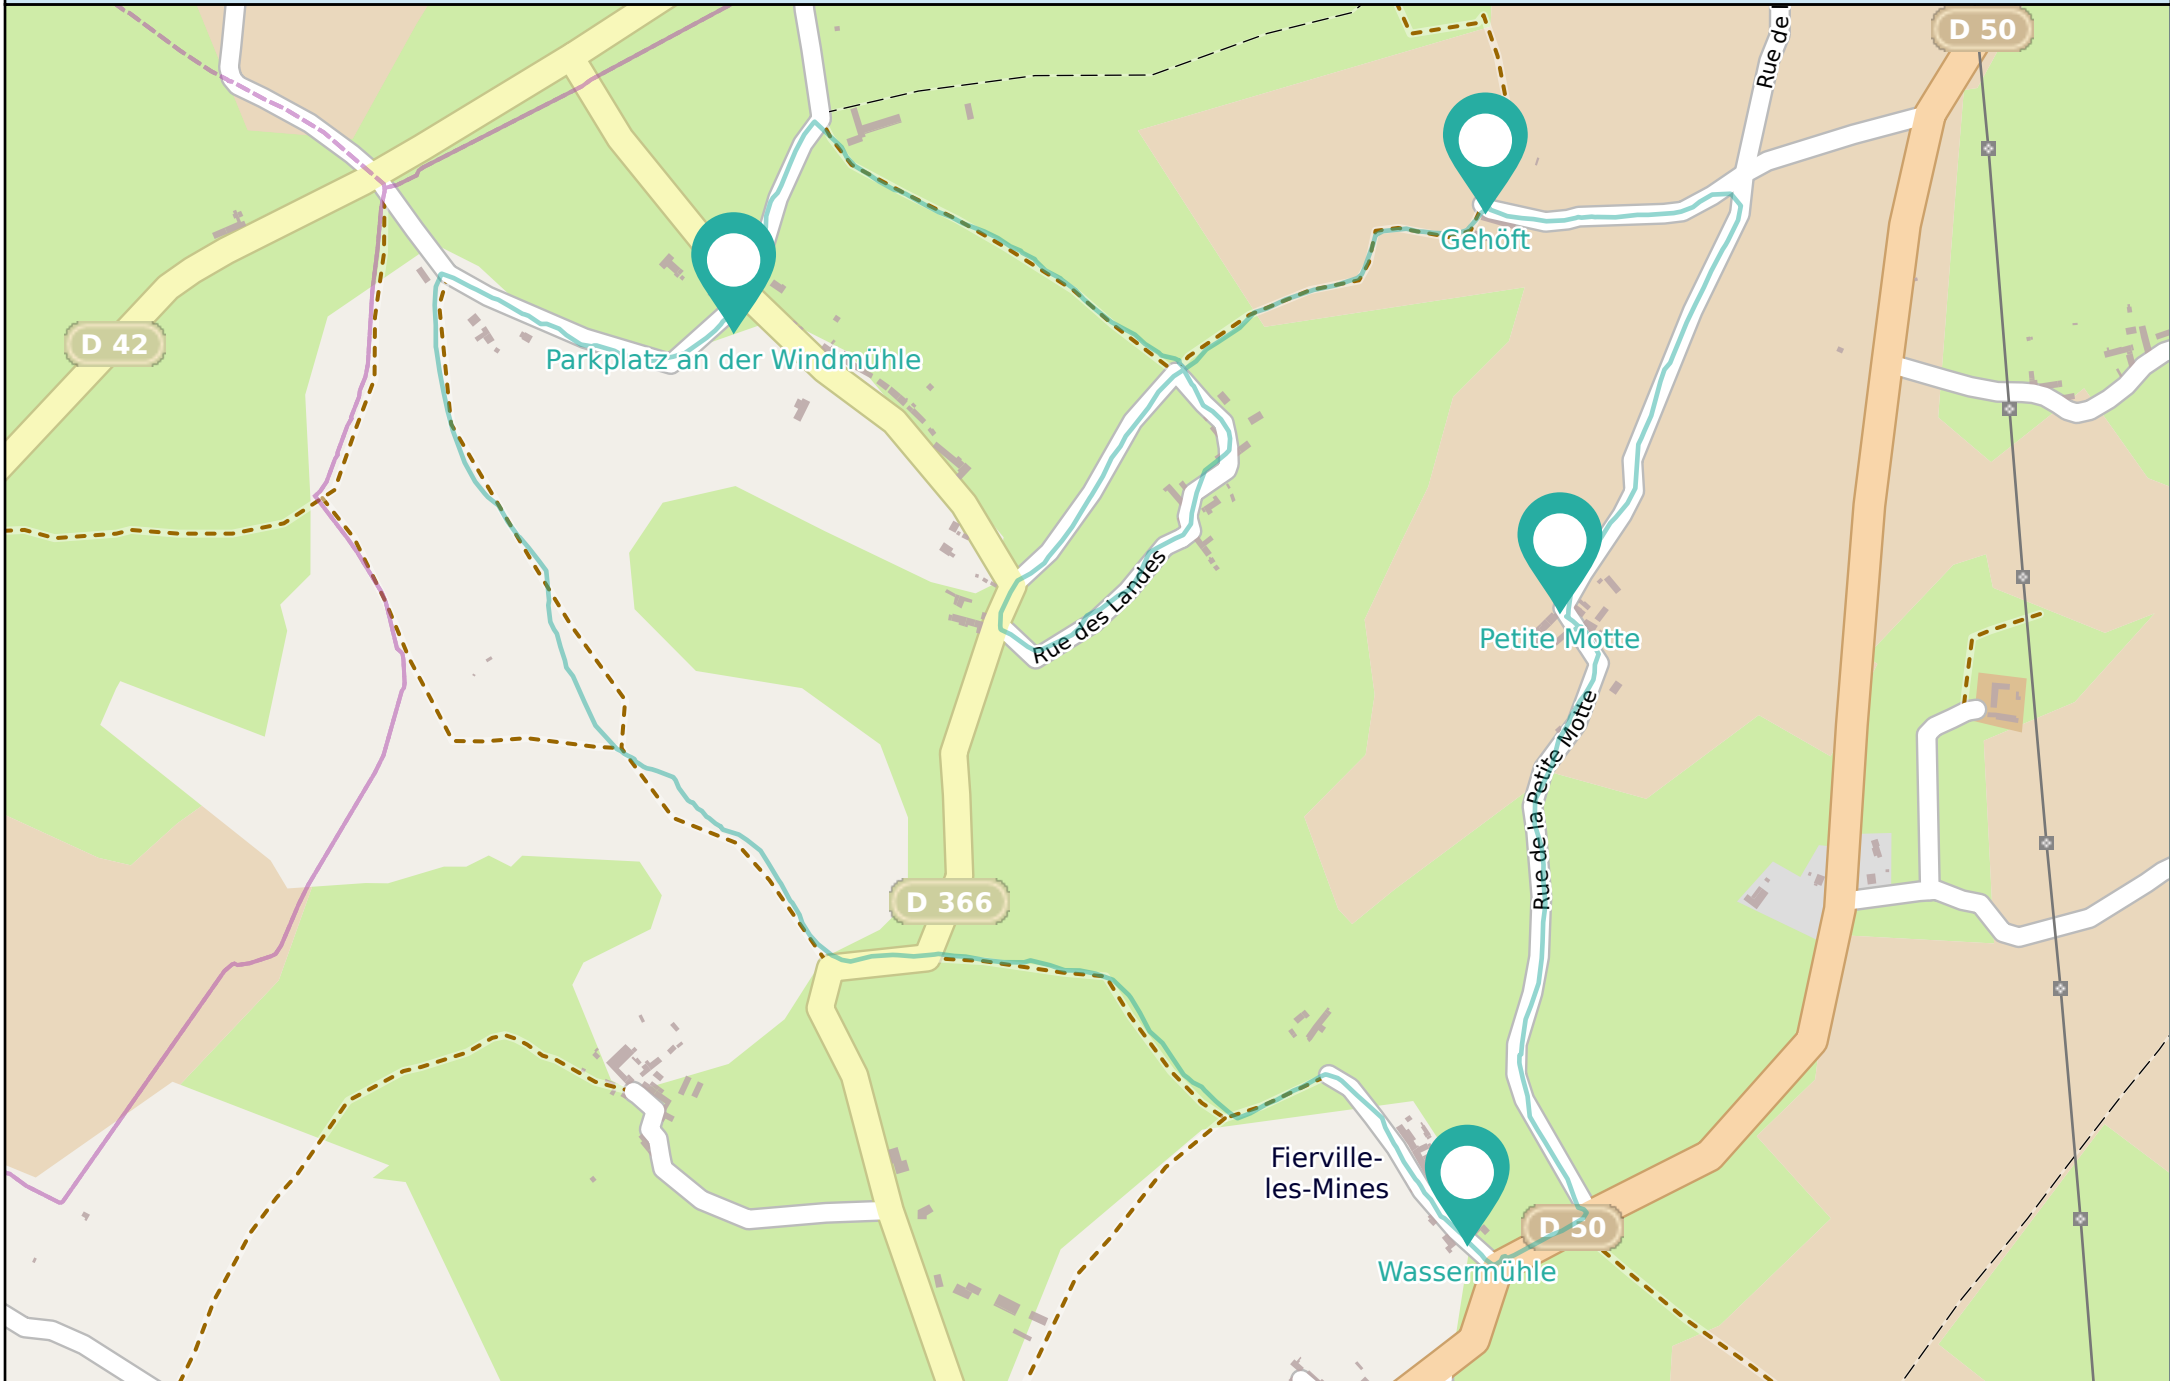 Rue de
D 50
Gehöft
D 42
Parkplatz an der Windmühle
Rue des Landes
Petite Motte
Rue de la Petite Motte
D 366
Fierville-
les-Mines
D 50
Wassermühle